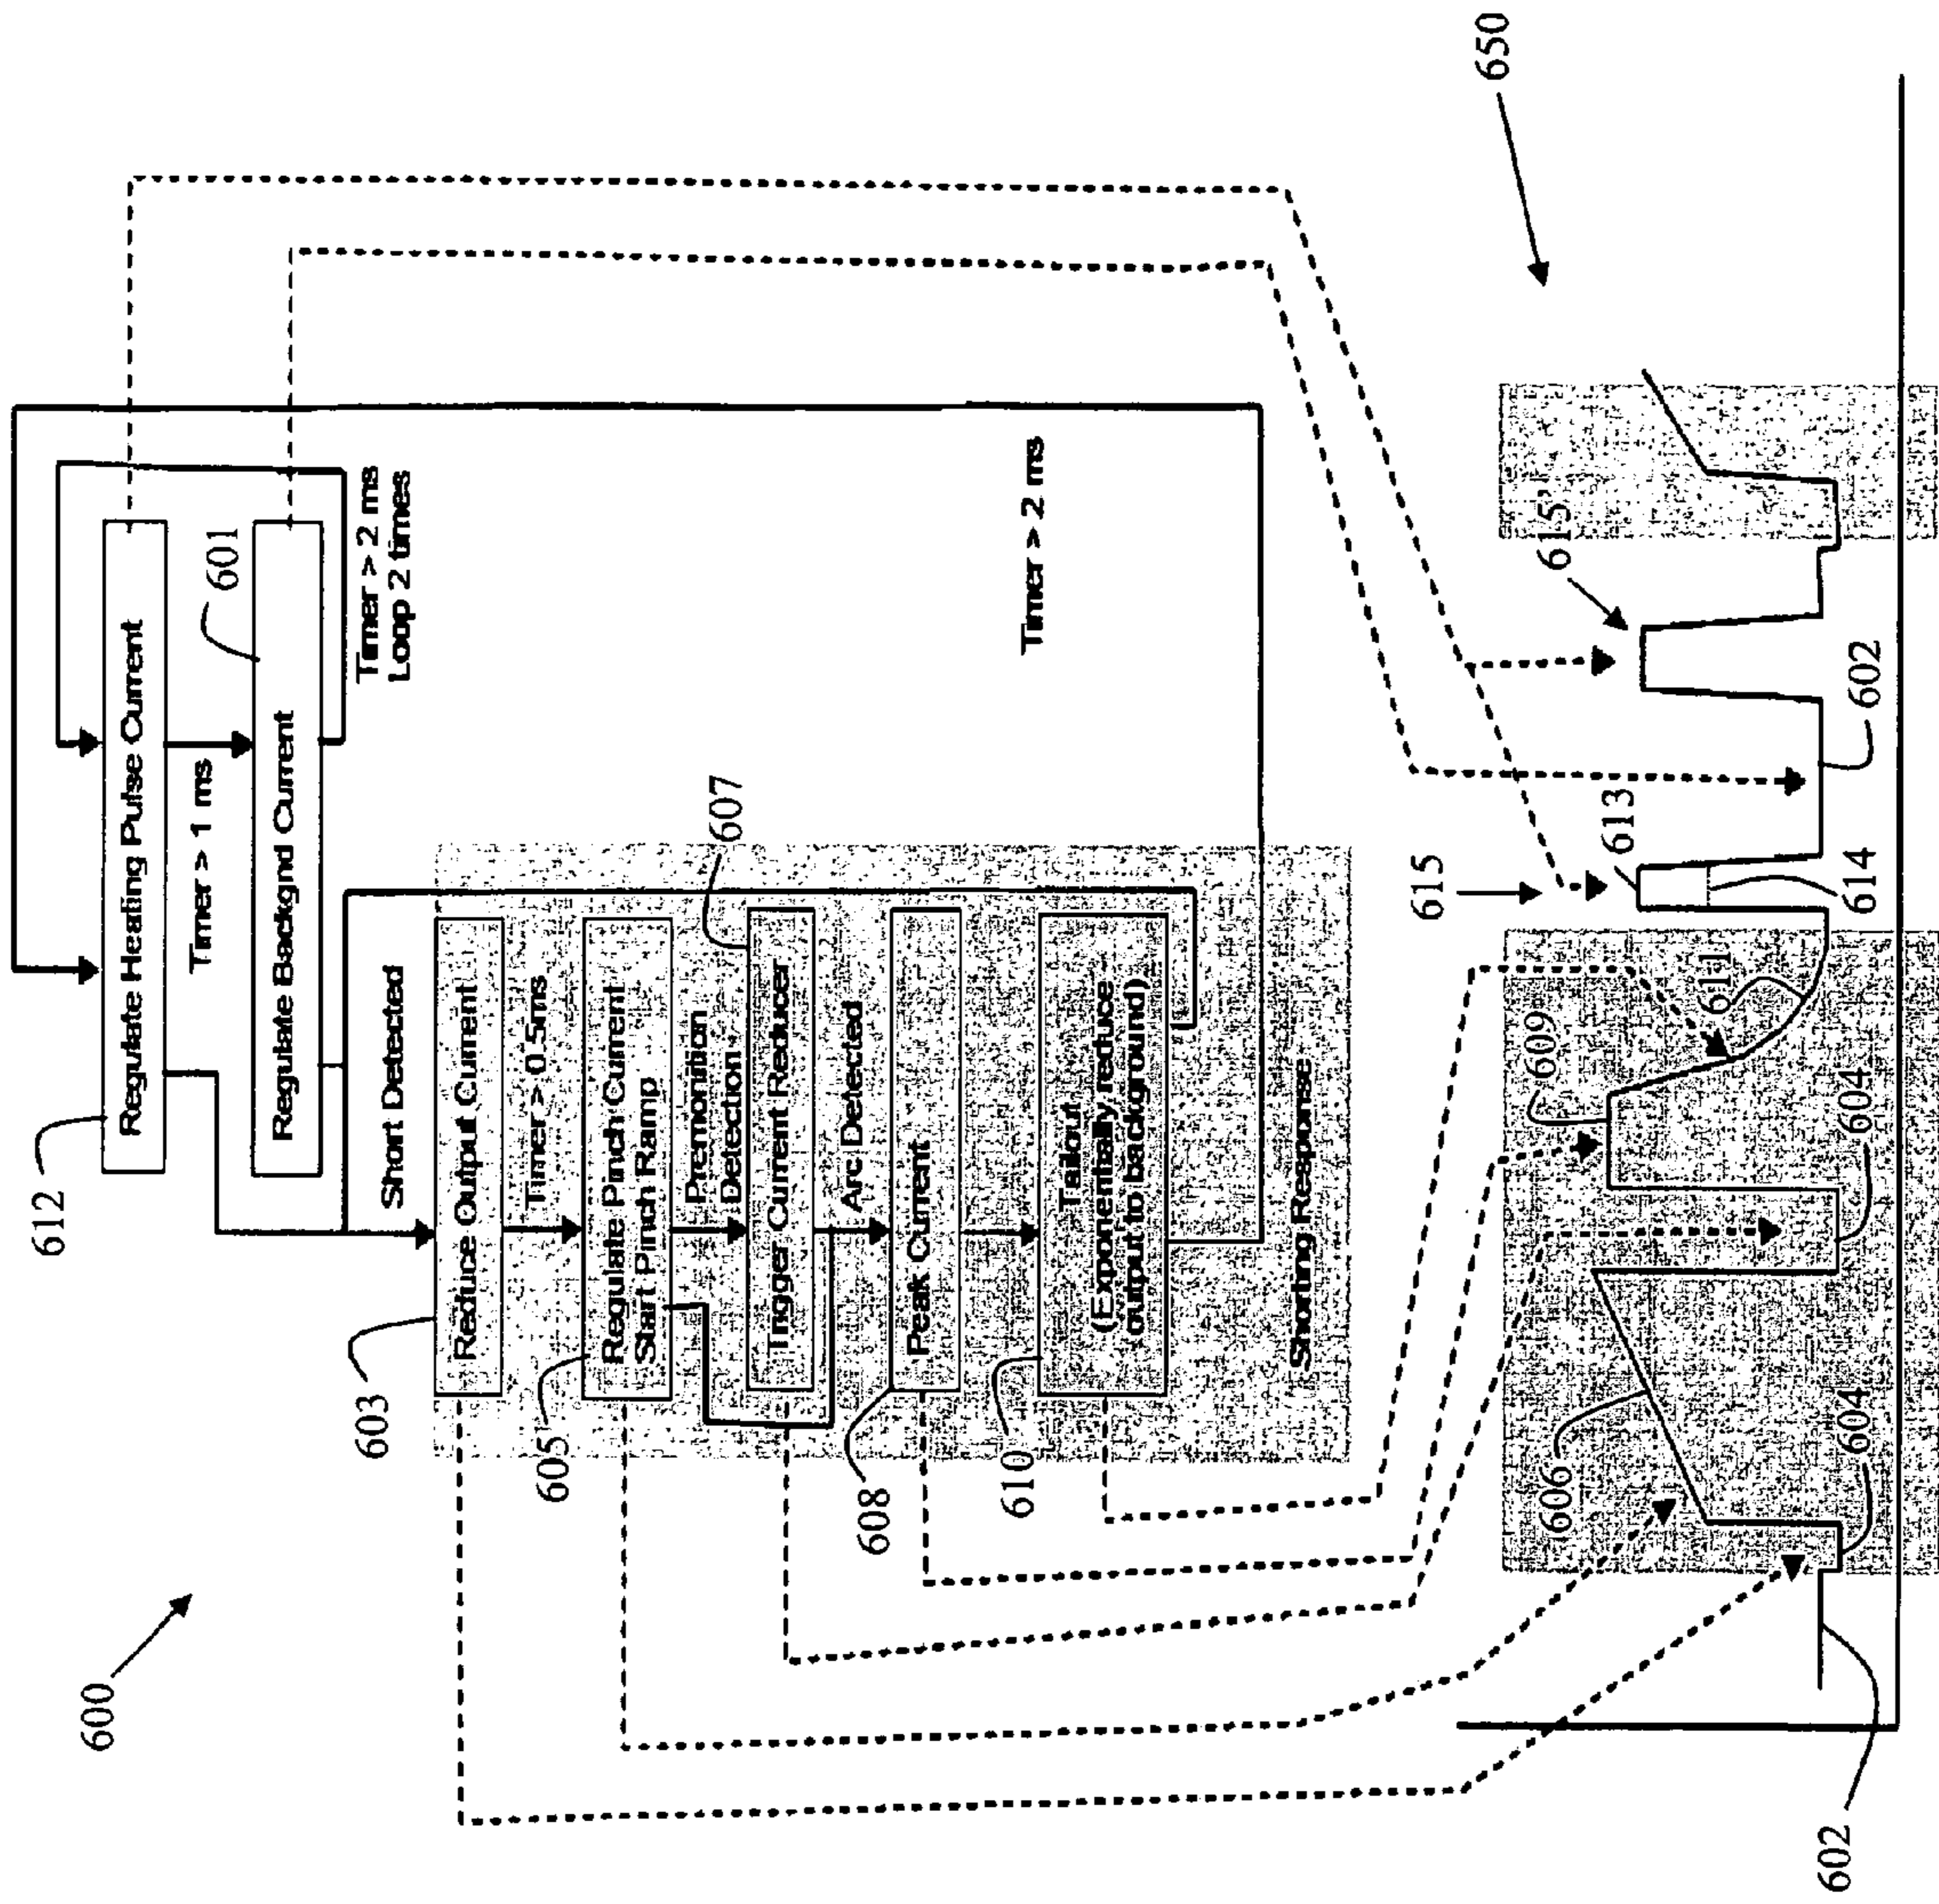 600
612
Regulate Heating Pulse Current
Timer > 1 ms
601
Regulate Backgnd Current
Timer > 2 ms
Loop 2 times
Short Detected
603
Reduce Output Current
Timer > 0.5ms
605
Regulate Pinch Current
Start Pinch Ramp
Premonition
Detection
607
Trigger Current Reducer
Arc Detected
608
Peak Current
610
Tailout
(Exponentially reduce
output to background)
Timer > 2 ms
Shorting Response
650
602
604
606
604
609
611
615
613
614
602
615'